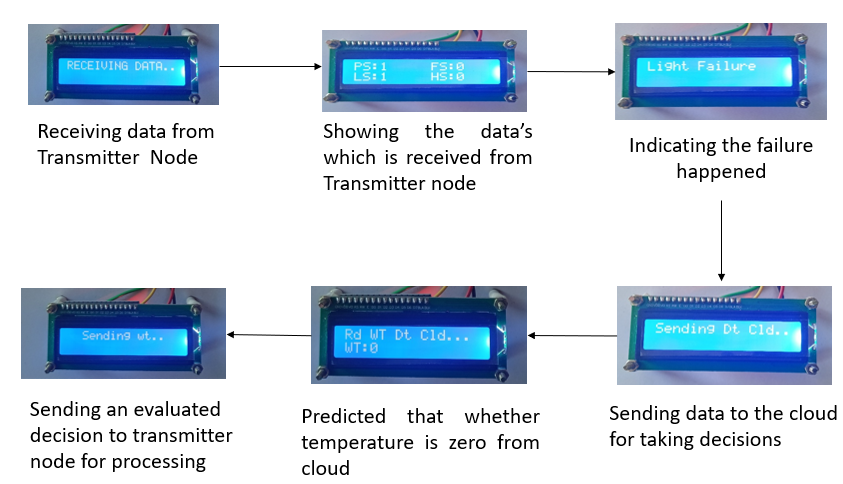 RECEIVING DATA..
PS:1 FS:0
LS:1 HS:0
Light Failure
Receiving data from
Transmitter Node
Showing the data's
which is received from
Transmitter node
Indicating the failure
happened
Sending wt..
Rd WT Dt Cld...
WT:0
Sending Dt Cld..
Sending an evaluated
decision to transmitter
node for processing
Predicted that whether
temperature is zero from
cloud
Sending data to the cloud
for taking decisions